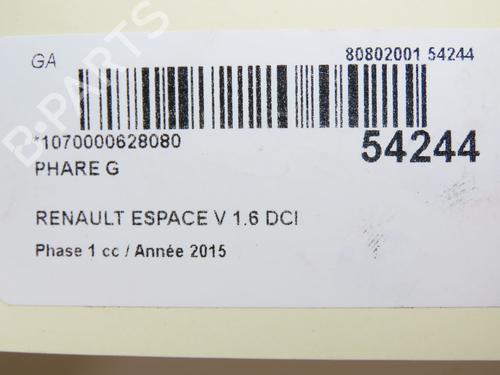 GA
80802001 54244
*1070000628080
54244
PHARE G
RENAULT ESPACE V 1.6 DCI
Phase 1 cc / Année 2015
B-PARTS